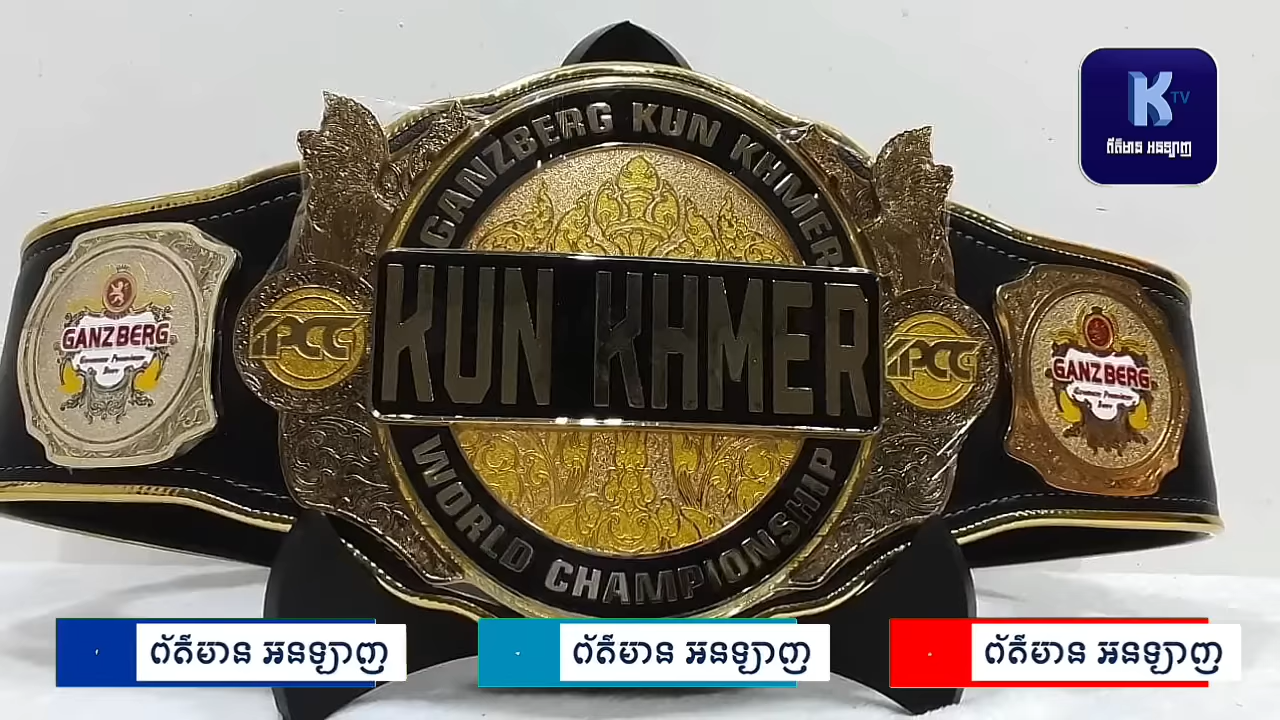 K TV
ព័ត៌មាន អនឡាញ
GANZBERG KUN KHMER
KUN KHMER
WORLD CHAMPIONSHIP
GANZBERG
IPCC
IPCC
GANZBERG
ព័ត៌មាន អនឡាញ
ព័ត៌មាន អនឡាញ
ព័ត៌មាន អនឡាញ